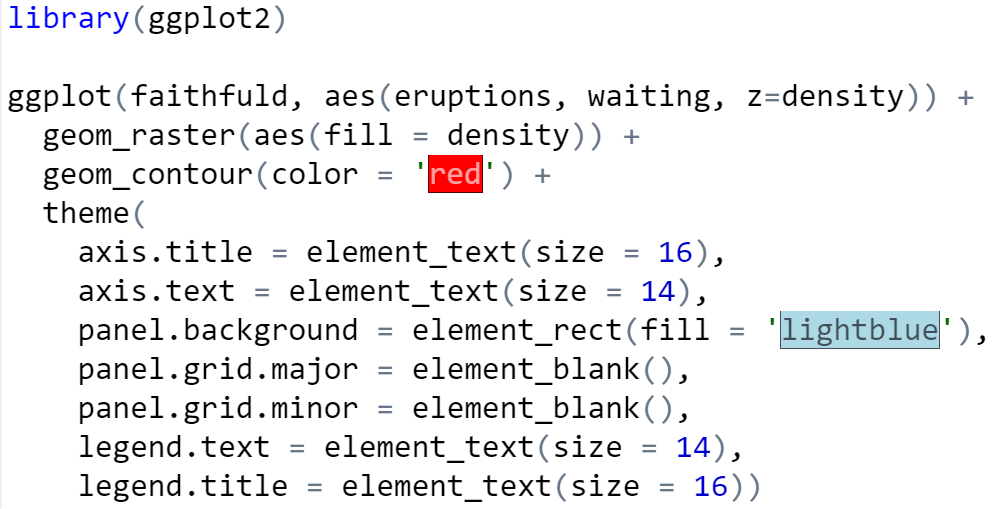 library(ggplot2)
ggplot(faithfuld, aes(eruptions, waiting, z=density)) +
  geom_raster(aes(fill = density)) +
  geom_contour(color = 'red') +
  theme(
    axis.title = element_text(size = 16),
    axis.text = element_text(size = 14),
    panel.background = element_rect(fill = 'lightblue'),
    panel.grid.major = element_blank(),
    panel.grid.minor = element_blank(),
    legend.text = element_text(size = 14),
    legend.title = element_text(size = 16))